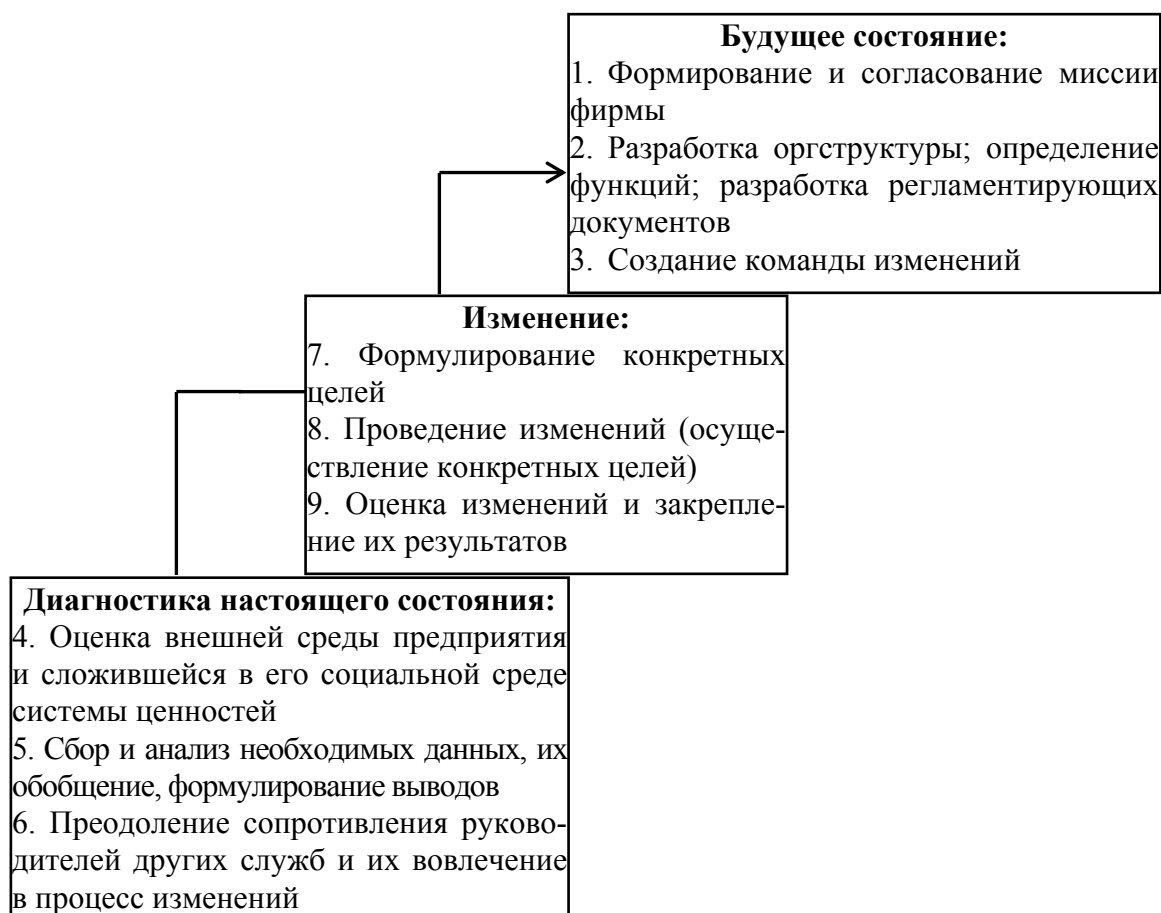 Будущее состояние:
1. Формирование и согласование миссии
фирмы
2. Разработка оргструктуры; определение
функций; разработка регламентирующих
документов
3. Создание команды изменений
Изменение:
7. Формулирование конкретных
целей
8. Проведение изменений (осуще-
ствление конкретных целей)
9. Оценка изменений и закрепле-
ние их результатов
Диагностика настоящего состояния:
4. Оценка внешней среды предприятия
и сложившейся в его социальной среде
системы ценностей
5. Сбор и анализ необходимых данных, их
обобщение, формулирование выводов
6. Преодоление сопротивления руково-
дителей других служб и их вовлечение
в процесс изменений